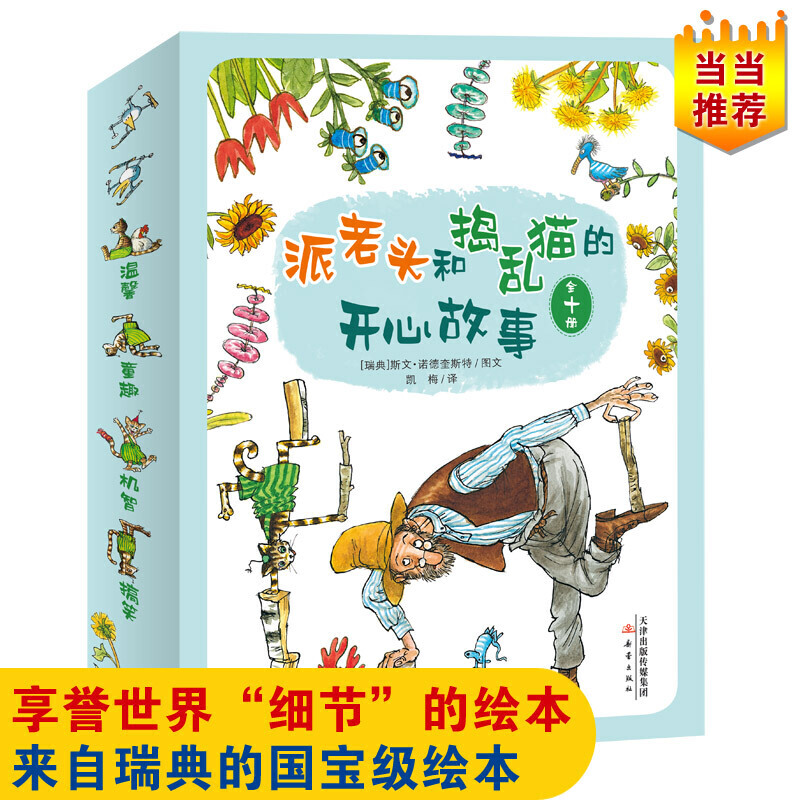 当当
推荐
派老头和捣乱猫的
开心故事
全十册
[瑞典]斯文·诺德奎斯特/图文
凯 梅/译
温馨
童趣
机智
搞笑
天津出版传媒集团
新蕾出版社
享誉世界“细节”的绘本
来自瑞典的国宝级绘本